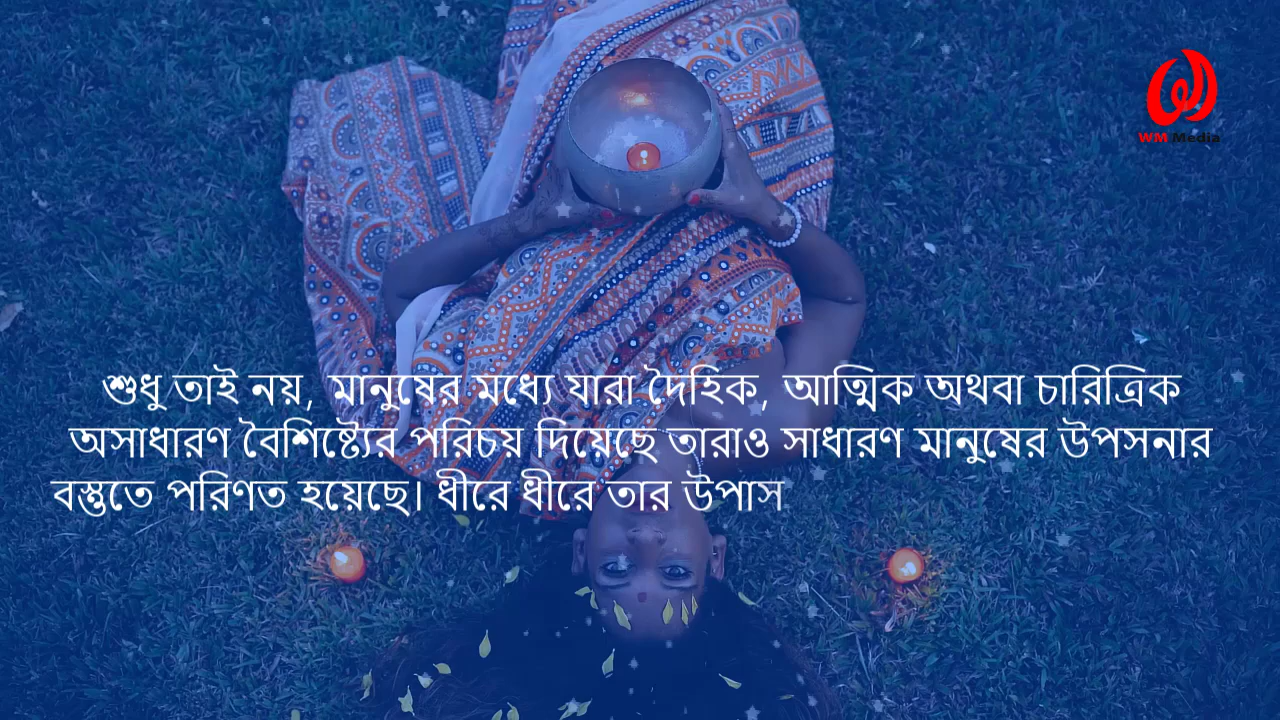 WM Media
শুধু তাই নয়, মানুষের মধ্যে যারা দৈহিক, আত্মিক অথবা চারিত্রিক
অসাধারণ বৈশিষ্ট্যের পরিচয় দিয়েছে তারাও সাধারণ মানুষের উপসনার
বস্তুতে পরিণত হয়েছে। ধীরে ধীরে তার উপাস